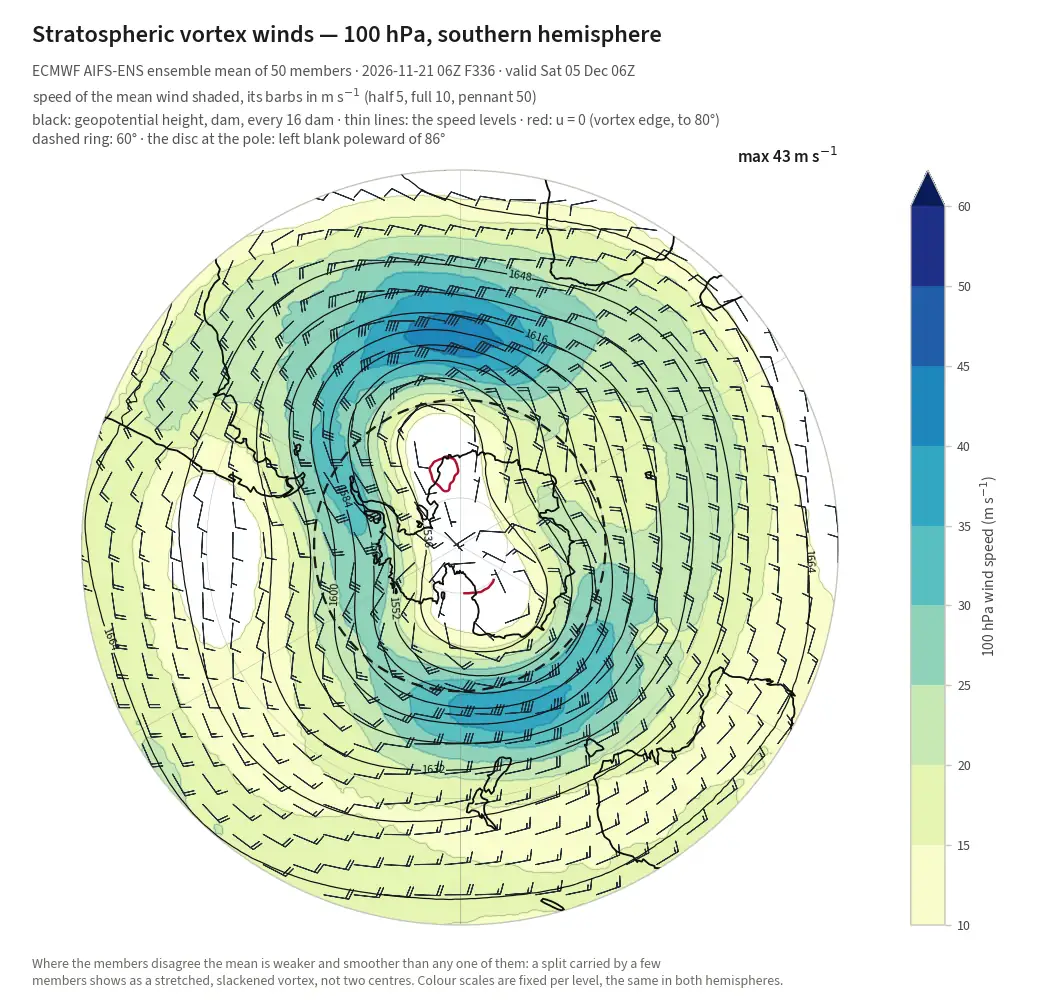 Stratospheric vortex winds — 100 hPa, southern hemisphere
ECMWF AIFS-ENS ensemble mean of 50 members · 2026-11-21 06Z F336 · valid Sat 05 Dec 06Z
speed of the mean wind shaded, its barbs in m s⁻¹ (half 5, full 10, pennant 50)
black: geopotential height, dam, every 16 dam · thin lines: the speed levels · red: u = 0 (vortex edge, to 80°)
dashed ring: 60° · the disc at the pole: left blank poleward of 86°
max 43 m s⁻¹
60
50
45
40
35
30
25
20
15
10
100 hPa wind speed (m s⁻¹)
1648
1616
1600
1552
1664
1632
Where the members disagree the mean is weaker and smoother than any one of them: a split carried by a few
members shows as a stretched, slackened vortex, not two centres. Colour scales are fixed per level, the same in both hemispheres.